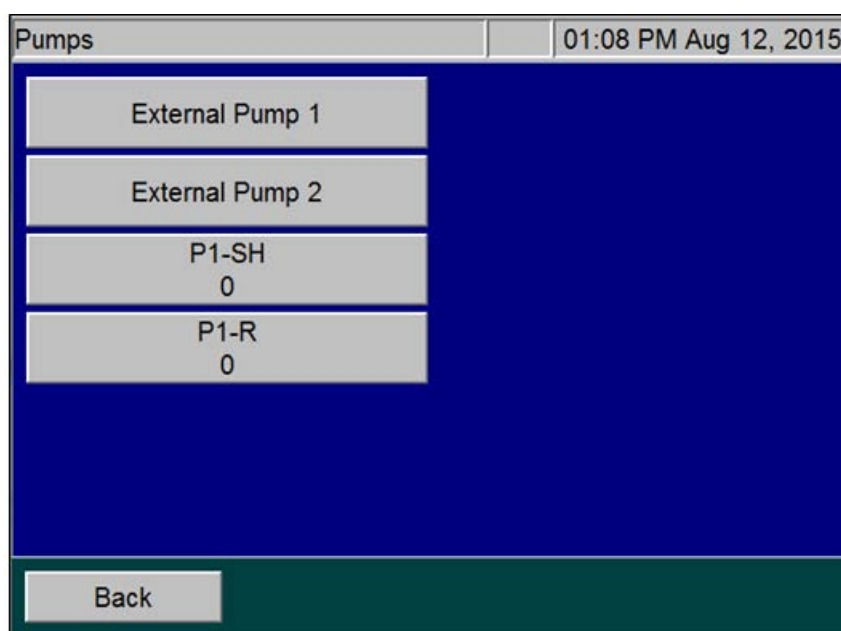 Pumps
01:08 PM Aug 12, 2015
External Pump 1
External Pump 2
P1-SH
0
P1-R
0
Back